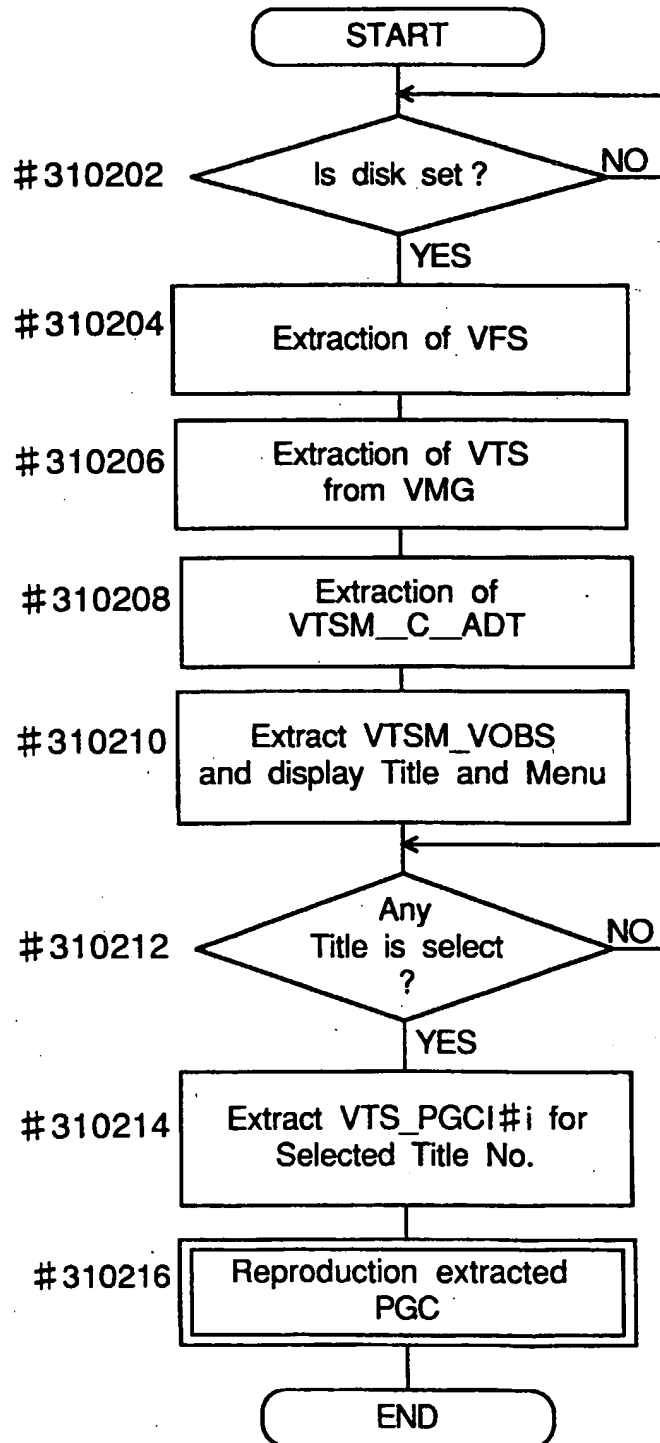 START
#310202
Is disk set ?
NO
YES
#310204
Extraction of VFS
#310206
Extraction of VTS
from VMG
#310208
Extraction of
VTSM__C__ADT
#310210
Extract VTSM_VOBS
and display Title and Menu
Any
#310212
Title is select
NO
?
YES
#310214
Extract VTS_PGCI#i for
Selected Title No.
#310216
Reproduction extracted
PGC
END